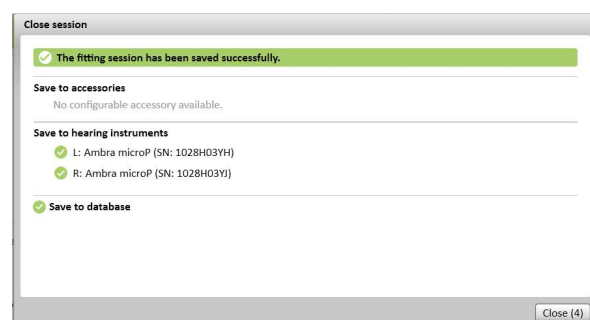 Close session
The fitting session has been saved successfully.
Save to accessories
No configurable accessory available.
Save to hearing instruments
L: Ambra microP (SN: 1028H03YH)
R: Ambra microP (SN: 1028H03YJ)
Save to database
Close (4)